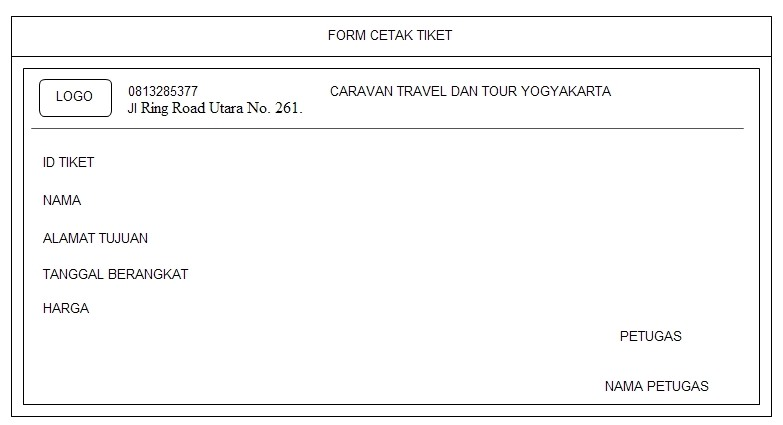 FORM CETAK TIKET
LOGO
0813285377
Jl Ring Road Utara No. 261.
CARAVAN TRAVEL DAN TOUR YOGYAKARTA
ID TIKET
NAMA
ALAMAT TUJUAN
TANGGAL BERANGKAT
HARGA
PETUGAS
NAMA PETUGAS